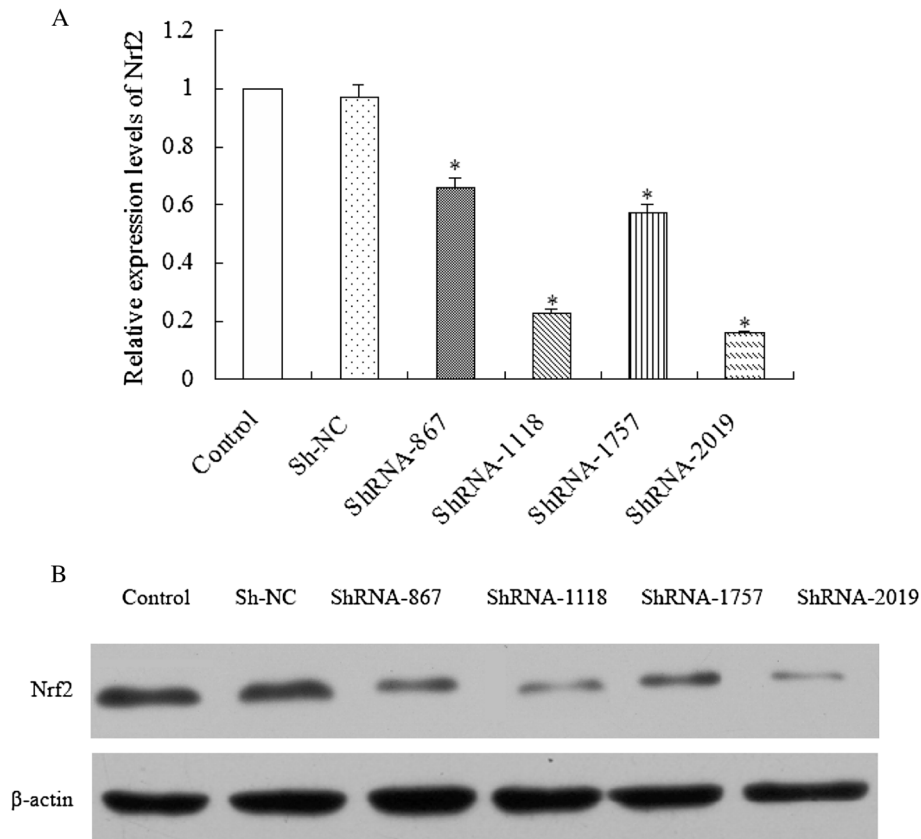 A
Relative expression levels of Nrf2
1.2
1
0.8
0.6
0.4
0.2
0
*
*
*
*
Control
Sh-NC
ShRNA-867
ShRNA-1118
ShRNA-1757
ShRNA-2019
B
Control Sh-NC ShRNA-867 ShRNA-1118 ShRNA-1757 ShRNA-2019
Nrf2
β-actin